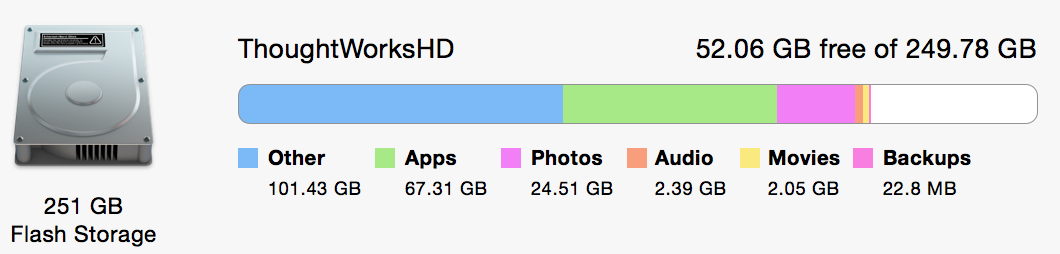 ThoughtWorksHD
52.06 GB free of 249.78 GB
Other
Apps
Photos
Audio
Movies
Backups
101.43 GB
67.31 GB
24.51 GB
2.39 GB
2.05 GB
22.8 MB
251 GB
Flash Storage